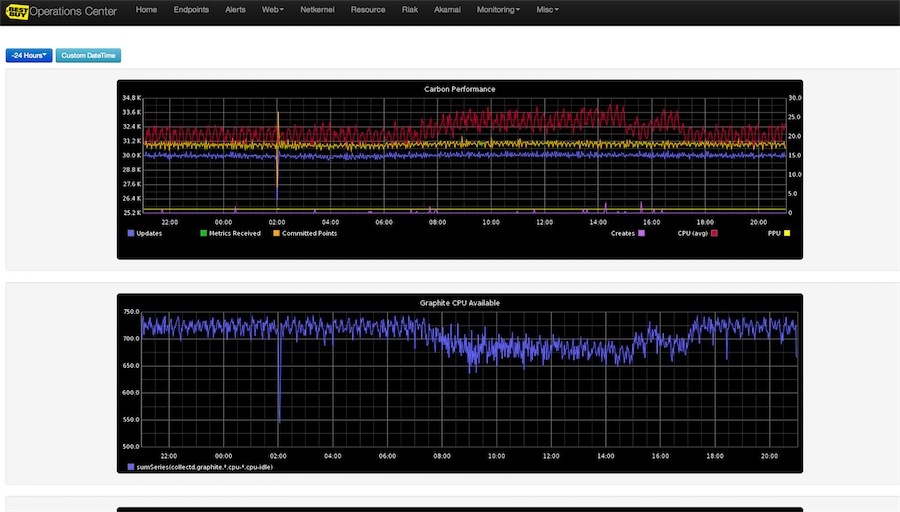 BEST BUY Operations Center Home Endpoints Alerts Web Netkernel Resource Riak Akamai Monitoring Misc
-24 Hours Custom DateTime
Carbon Performance
34.8 K 30.0
33.6 K 25.0
32.4 K
31.2 K 20.0
30.0 K 15.0
28.8 K 10.0
27.6 K
26.4 K 5.0
25.2 K 0
22:00 00:00 02:00 04:00 06:00 08:00 10:00 12:00 14:00 16:00 18:00 20:00
Updates Metrics Received Committed Points Creates CPU (avg) PPU
Graphite CPU Available
750.0
700.0
650.0
600.0
550.0
500.0
22:00 00:00 02:00 04:00 06:00 08:00 10:00 12:00 14:00 16:00 18:00 20:00
sumSeries(collectd.graphite.*.cpu-*.cpu-idle)